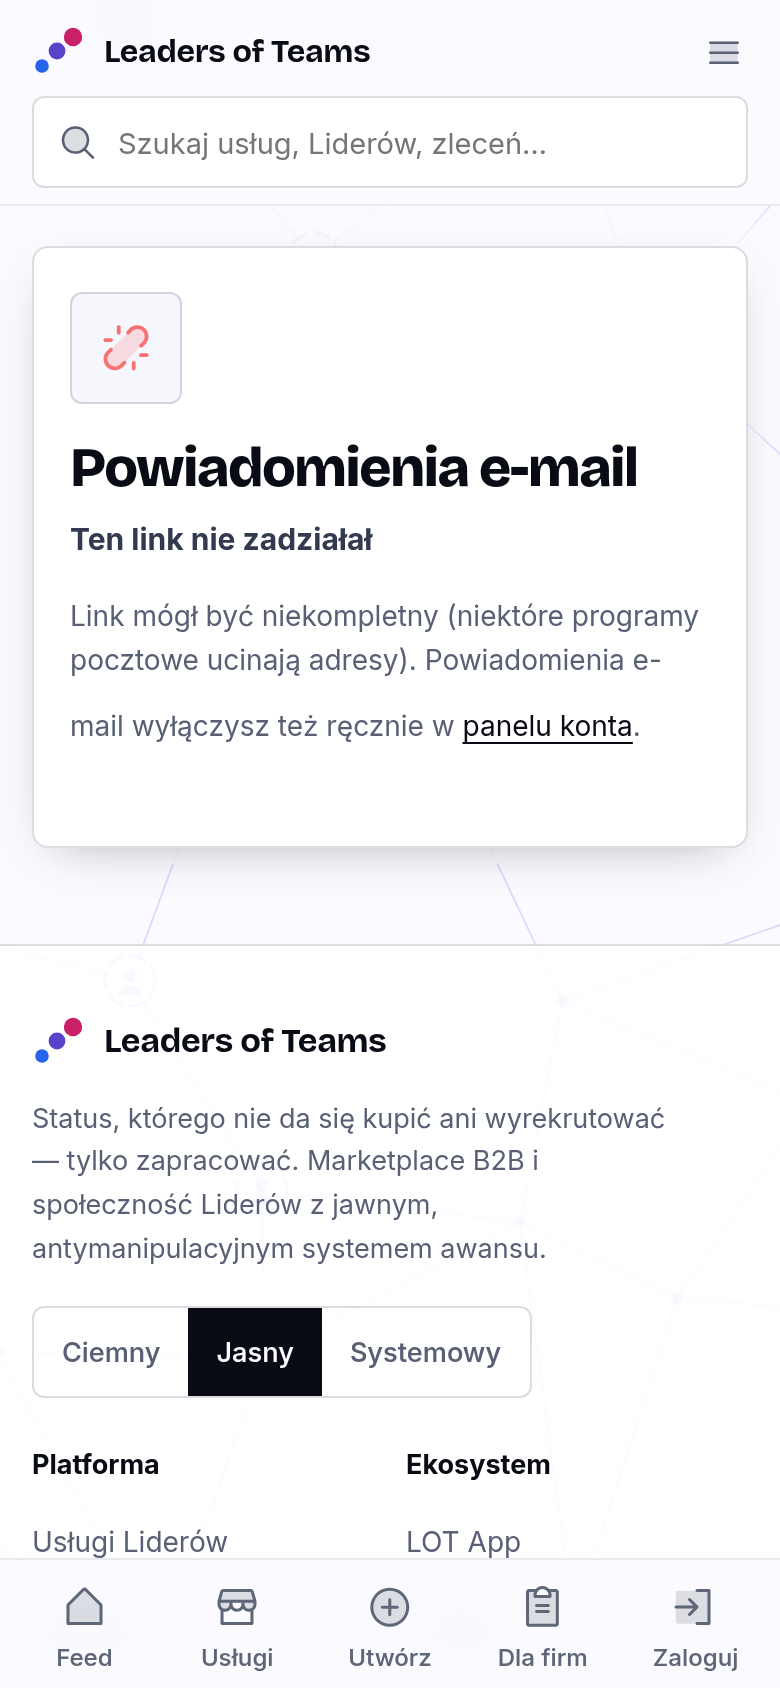 Leaders of Teams
Szukaj usług, Liderów, zleceń...
Powiadomienia e-mail
Ten link nie zadziałał
Link mógł być niekompletny (niektóre programy
pocztowe ucinają adresy). Powiadomienia e-
mail wyłączysz też ręcznie w panelu konta.
Leaders of Teams
Status, którego nie da się kupić ani wyrekrutować
— tylko zapracować. Marketplace B2B i
społeczność Liderów z jawnym,
antymanipulacyjnym systemem awansu.
Ciemny Jasny Systemowy
Platforma Ekosystem
Usługi Liderów LOT App
Feed Usługi Utwórz Dla firm Zaloguj